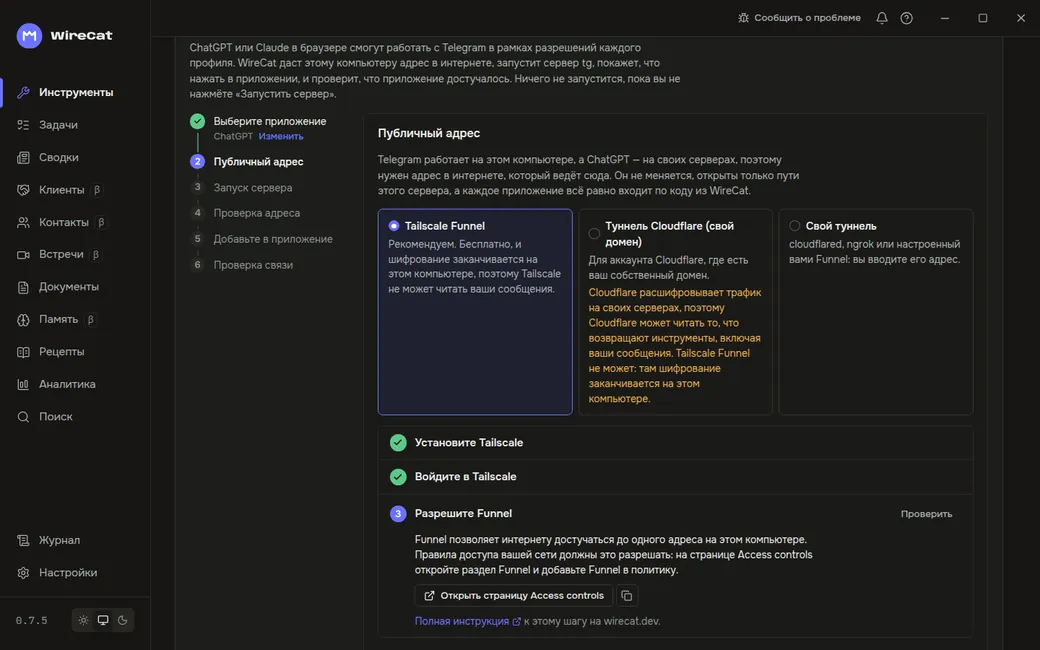 Сообщить о проблеме
WireCat
Инструменты
Задачи
Сводки
Клиенты β
Контакты β
Встречи β
Документы
Память β
Рецепты
Аналитика
Поиск
Журнал
Настройки
0.7.5
ChatGPT или Claude в браузере смогут работать с Telegram в рамках разрешений каждого
профиля. WireCat даст этому компьютеру адрес в интернете, запустит сервер tg, покажет, что
нажать в приложении, и проверит, что приложение достучалось. Ничего не запустится, пока вы не
нажмёте «Запустить сервер».
Выберите приложение
ChatGPT Изменить
2 Публичный адрес
3 Запуск сервера
4 Проверка адреса
5 Добавьте в приложение
6 Проверка связи
Публичный адрес
Telegram работает на этом компьютере, а ChatGPT — на своих серверах, поэтому
нужен адрес в интернете, который ведёт сюда. Он не меняется, открыты только пути
этого сервера, а каждое приложение всё равно входит по коду из WireCat.
Tailscale Funnel
Рекомендуем. Бесплатно, и
шифрование заканчивается на
этом компьютере, поэтому Tailscale
не может читать ваши сообщения.
Туннель Cloudflare (свой
домен)
Для аккаунта Cloudflare, где есть
ваш собственный домен.
Cloudflare расшифровывает трафик
на своих серверах, поэтому
Cloudflare может читать то, что
возвращают инструменты, включая
ваши сообщения. Tailscale Funnel
не может: там шифрование
заканчивается на этом
компьютере.
Свой туннель
cloudflared, ngrok или настроенный
вами Funnel: вы вводите его адрес.
Установите Tailscale
Войдите в Tailscale
3 Разрешите Funnel
Проверить
Funnel позволяет интернету достучаться до одного адреса на этом компьютере.
Правила доступа вашей сети должны это разрешать: на странице Access controls
откройте раздел Funnel и добавьте Funnel в политику.
Открыть страницу Access controls
Полная инструкция к этому шагу на wirecat.dev.